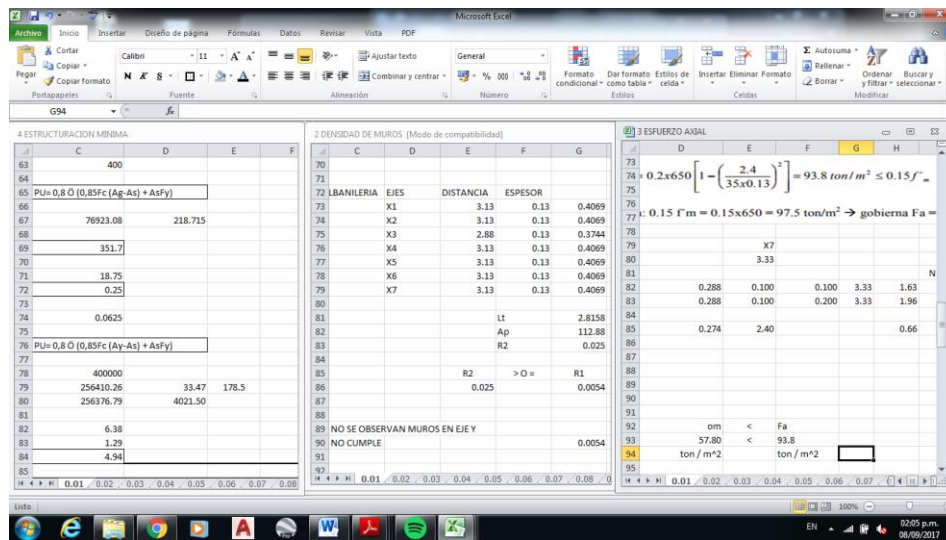 Microsoft Excel
Archivo Inicio Insertar Diseño de página Fórmulas Datos Revisar Vista PDF
Pegar
Cortar
Copiar
Copiar formato
Portapapeles
Calibri 11
N K S
Fuente
Ajustar texto
Combinar y centrar
Alineación
General
% 000
Número
Formato condicional
Dar formato como tabla
Estilos de celda
Estilos
Insertar Eliminar Formato
Celdas
Σ Autosuma
Rellenar
Borrar
Ordenar y filtrar
Buscar y seleccionar
Modificar
G94 fx
4 ESTRUCTURACION MINIMA
C D E F
63 400
64
65 PU= 0,8 Ó (0,85Fc (Ag-As) + AsFy)
66
67 76923.08 218.715
68
69 351.7
70
71 18.75
72 0.25
73
74 0.0625
75
76 PU= 0,8 Ó (0,85Fc (Ay-As) + AsFy)
77
78 400000
79 256410.26 33.47 178.5
80 256376.79 4021.50
81
82 6.38
83 1.29
84 4.94
85
0.01 0.02 0.03 0.04 0.05 0.06 0.07 0.08
2 DENSIDAD DE MUROS [Modo de compatibilidad]
C D E F G
70
71
72 LBANILERIA EJES DISTANCIA ESPESOR
73 X1 3.13 0.13 0.4069
74 X2 3.13 0.13 0.4069
75 X3 2.88 0.13 0.3744
76 X4 3.13 0.13 0.4069
77 X5 3.13 0.13 0.4069
78 X6 3.13 0.13 0.4069
79 X7 3.13 0.13 0.4069
80
81 Lt 2.8158
82 Ap 112.88
83 R2 0.025
84
85 R2 > O = R1
86 0.025 0.0054
87
88
89 NO SE OBSERVAN MUROS EN EJE Y
90 NO CUMPLE 0.0054
91
92
0.01 0.02 0.03 0.04 0.05 0.06 0.07 0.08 0
3 ESFUERZO AXIAL
D E F G H
73
74 = 0.2x650 [1 − (2.4 / 35x0.13)²] = 93.8 ton/m² ≤ 0.15f'm
75
76
77 : 0.15 f'm = 0.15x650 = 97.5 ton/m² → gobierna Fa =
78
79 X7
80 3.33
81 N
82 0.288 0.100 0.100 3.33 1.63
83 0.288 0.100 0.200 3.33 1.96
84
85 0.274 2.40 0.66
86
87
88
89
90
91
92 om < Fa
93 57.80 < 93.8
94 ton / m^2 ton / m^2
95
0.01 0.02 0.03 0.04 0.05 0.06 0.07
Listo
100%
EN
02:05 p.m.
08/09/2017